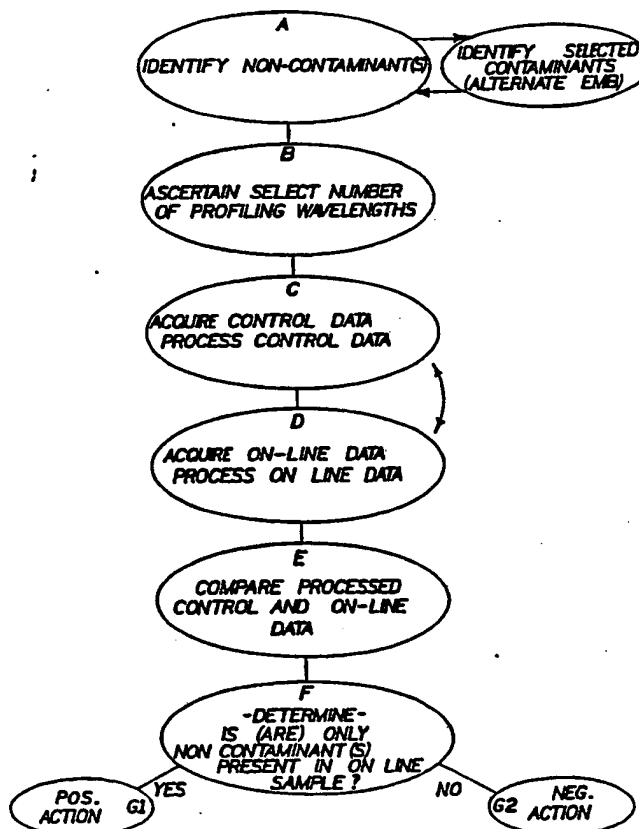 A
IDENTIFY NON-CONTAMINANT(S)
IDENTIFY SELECTED
CONTAMINANTS
(ALTERNATE EMB)
B
ASCERTAIN SELECT NUMBER
OF PROFILING WAVELENGTHS
C
ACQUIRE CONTROL DATA
PROCESS CONTROL DATA
D
ACQUIRE ON-LINE DATA
PROCESS ON LINE DATA
E
COMPARE PROCESSED
CONTROL AND ON-LINE
DATA
F
-DETERMINE-
IS (ARE) ONLY
NON CONTAMINANT(S)
PRESENT IN ON LINE
SAMPLE ?
YES
NO
POS.
ACTION G1
G2 NEG.
ACTION